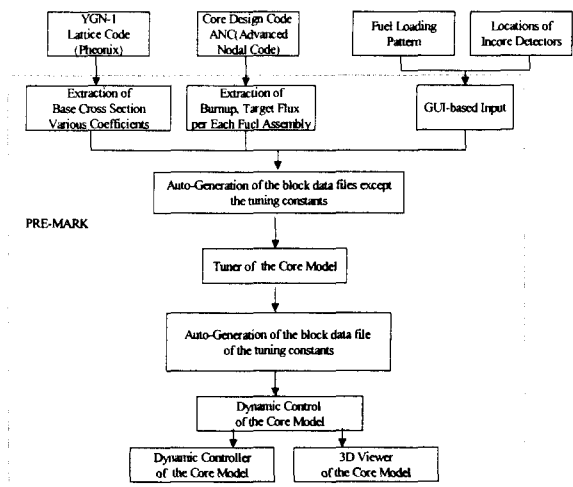 YGN-1
Lattice Code
(Pheonix)
Core Design Code
ANC(Advanced
Nodal Code)
Fuel Loading
Pattern
Locations of
Incore Detectors
Extraction of
Base Cross Section
Various Coefficients
Extraction of
Burnup, Target Flux
per Each Fuel Assembly
GUI-based Input
Auto-Generation of the block data files except
the tuning constants
PRE-MARK
Tuner of the Core Model
Auto-Generation of the block data file
of the tuning constants
Dynamic Control
of the Core Model
Dynamic Controller
of the Core Model
3D Viewer
of the Core Model